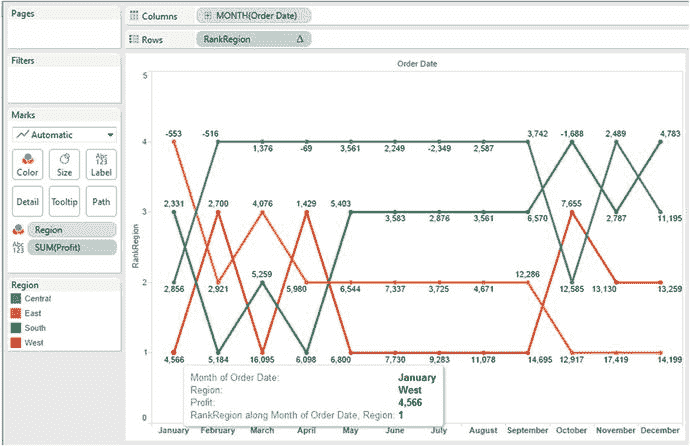 Pages
Columns
MONTH(Order Date)
Rows
RankRegion Δ
Filters
Order Date
Marks
Automatic
Color
Size
Abc
123
Label
Detail
Tooltip
Path
Region
Abc
123
SUM(Profit)
Region
Central
East
South
West
RankRegion
5
4
3
2
1
0
-553
-516
1,376
-69
3,561
2,249
-2,349
2,587
3,742
-1,688
2,489
4,783
2,331
2,700
4,076
1,429
5,403
3,583
2,876
3,561
6,570
7,655
2,787
11,195
2,856
2,921
5,259
5,980
6,544
7,337
3,725
4,671
12,286
12,585
13,130
13,259
4,566
5,184
16,095
6,098
6,800
7,730
9,283
11,078
14,695
12,917
17,419
14,199
Month of Order Date: January
Region: West
Profit: 4,566
RankRegion along Month of Order Date, Region: 1
January February March April May June July August September October November December